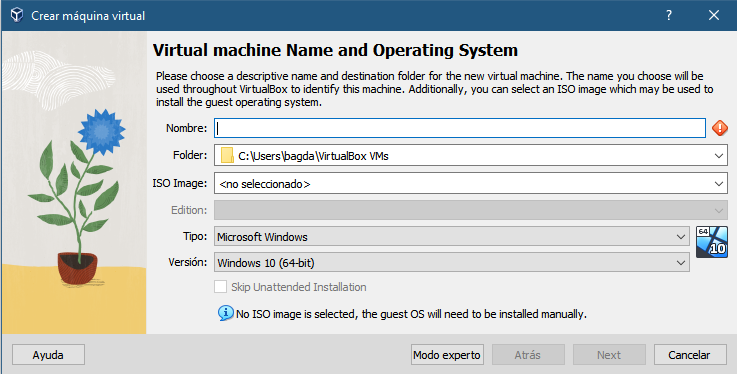 Crear máquina virtual
Virtual machine Name and Operating System
Please choose a descriptive name and destination folder for the new virtual machine. The name you choose will be
used throughout VirtualBox to identify this machine. Additionally, you can select an ISO image which may be used to
install the guest operating system.
Nombre:
Folder: C:\Users\bagda\VirtualBox VMs
ISO Image: <no seleccionado>
Edition:
Tipo: Microsoft Windows
64
10
Versión: Windows 10 (64-bit)
Skip Unattended Installation
No ISO image is selected, the guest OS will need to be installed manually.
Ayuda Modo experto Atrás Next Cancelar